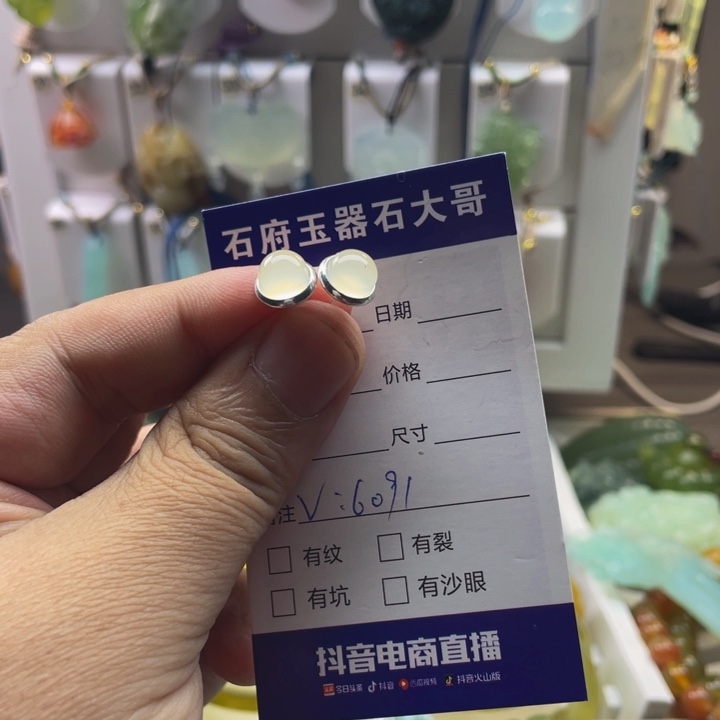 石府玉器石大哥
日期
价格
尺寸
注 V:6091
有纹 有裂
有坑 有沙眼
抖音电商直播
今日头条 抖音 西瓜视频 抖音火山版